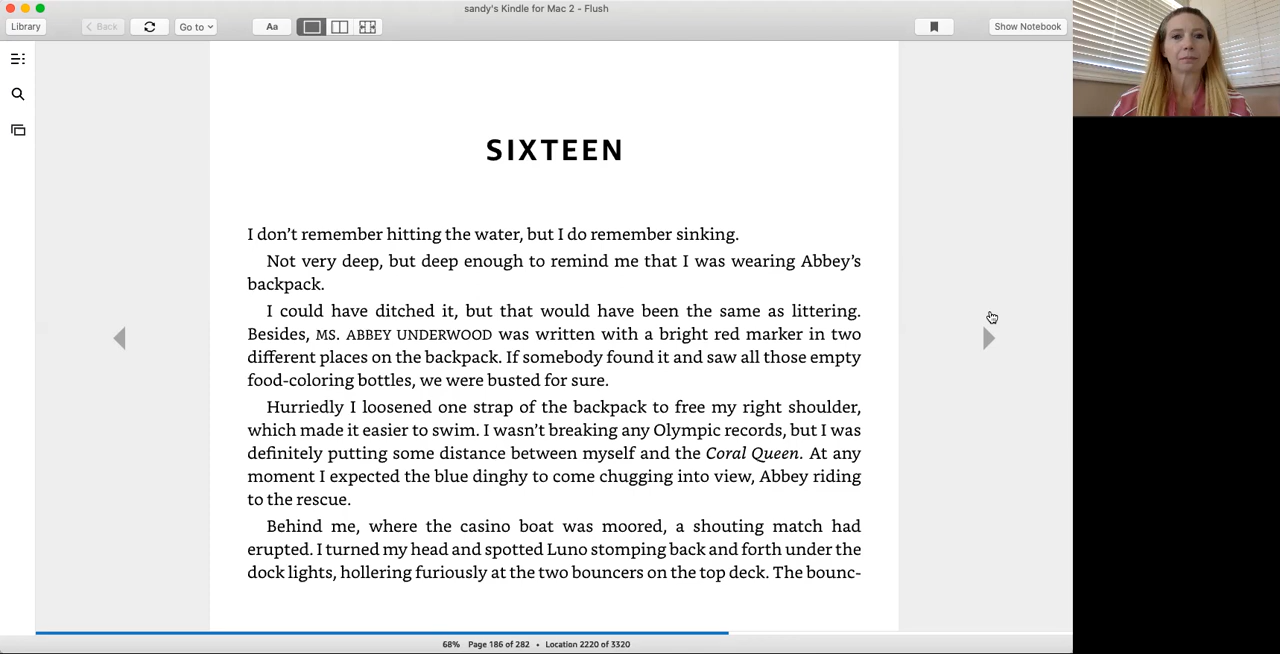 sandy's Kindle for Mac 2 - Flush
Library
Back
Go to
Aa
Show Notebook
SIXTEEN
I don’t remember hitting the water, but I do remember sinking.
Not very deep, but deep enough to remind me that I was wearing Abbey’s
backpack.
I could have ditched it, but that would have been the same as littering.
Besides, MS. ABBEY UNDERWOOD was written with a bright red marker in two
different places on the backpack. If somebody found it and saw all those empty
food-coloring bottles, we were busted for sure.
Hurriedly I loosened one strap of the backpack to free my right shoulder,
which made it easier to swim. I wasn’t breaking any Olympic records, but I was
definitely putting some distance between myself and the Coral Queen. At any
moment I expected the blue dinghy to come chugging into view, Abbey riding
to the rescue.
Behind me, where the casino boat was moored, a shouting match had
erupted. I turned my head and spotted Luno stomping back and forth under the
dock lights, hollering furiously at the two bouncers on the top deck. The bounc-
68% Page 186 of 282 • Location 2220 of 3320